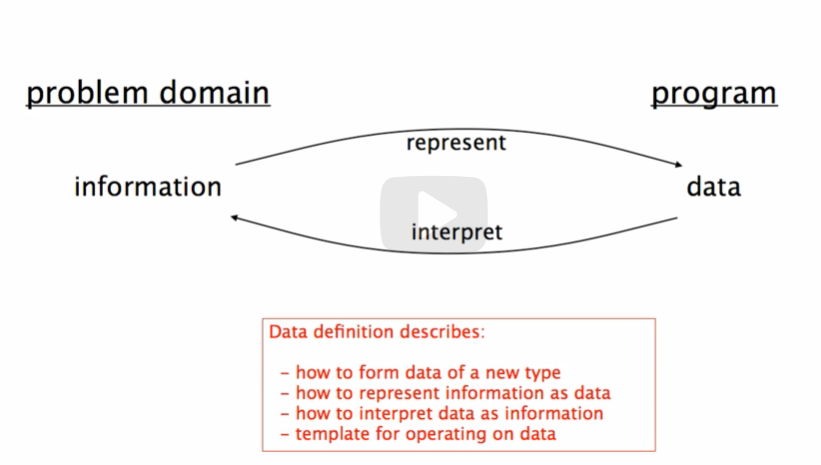 problem domain
program
represent
information
data
interpret
Data definition describes:
– how to form data of a new type
– how to represent information as data
– how to interpret data as information
– template for operating on data